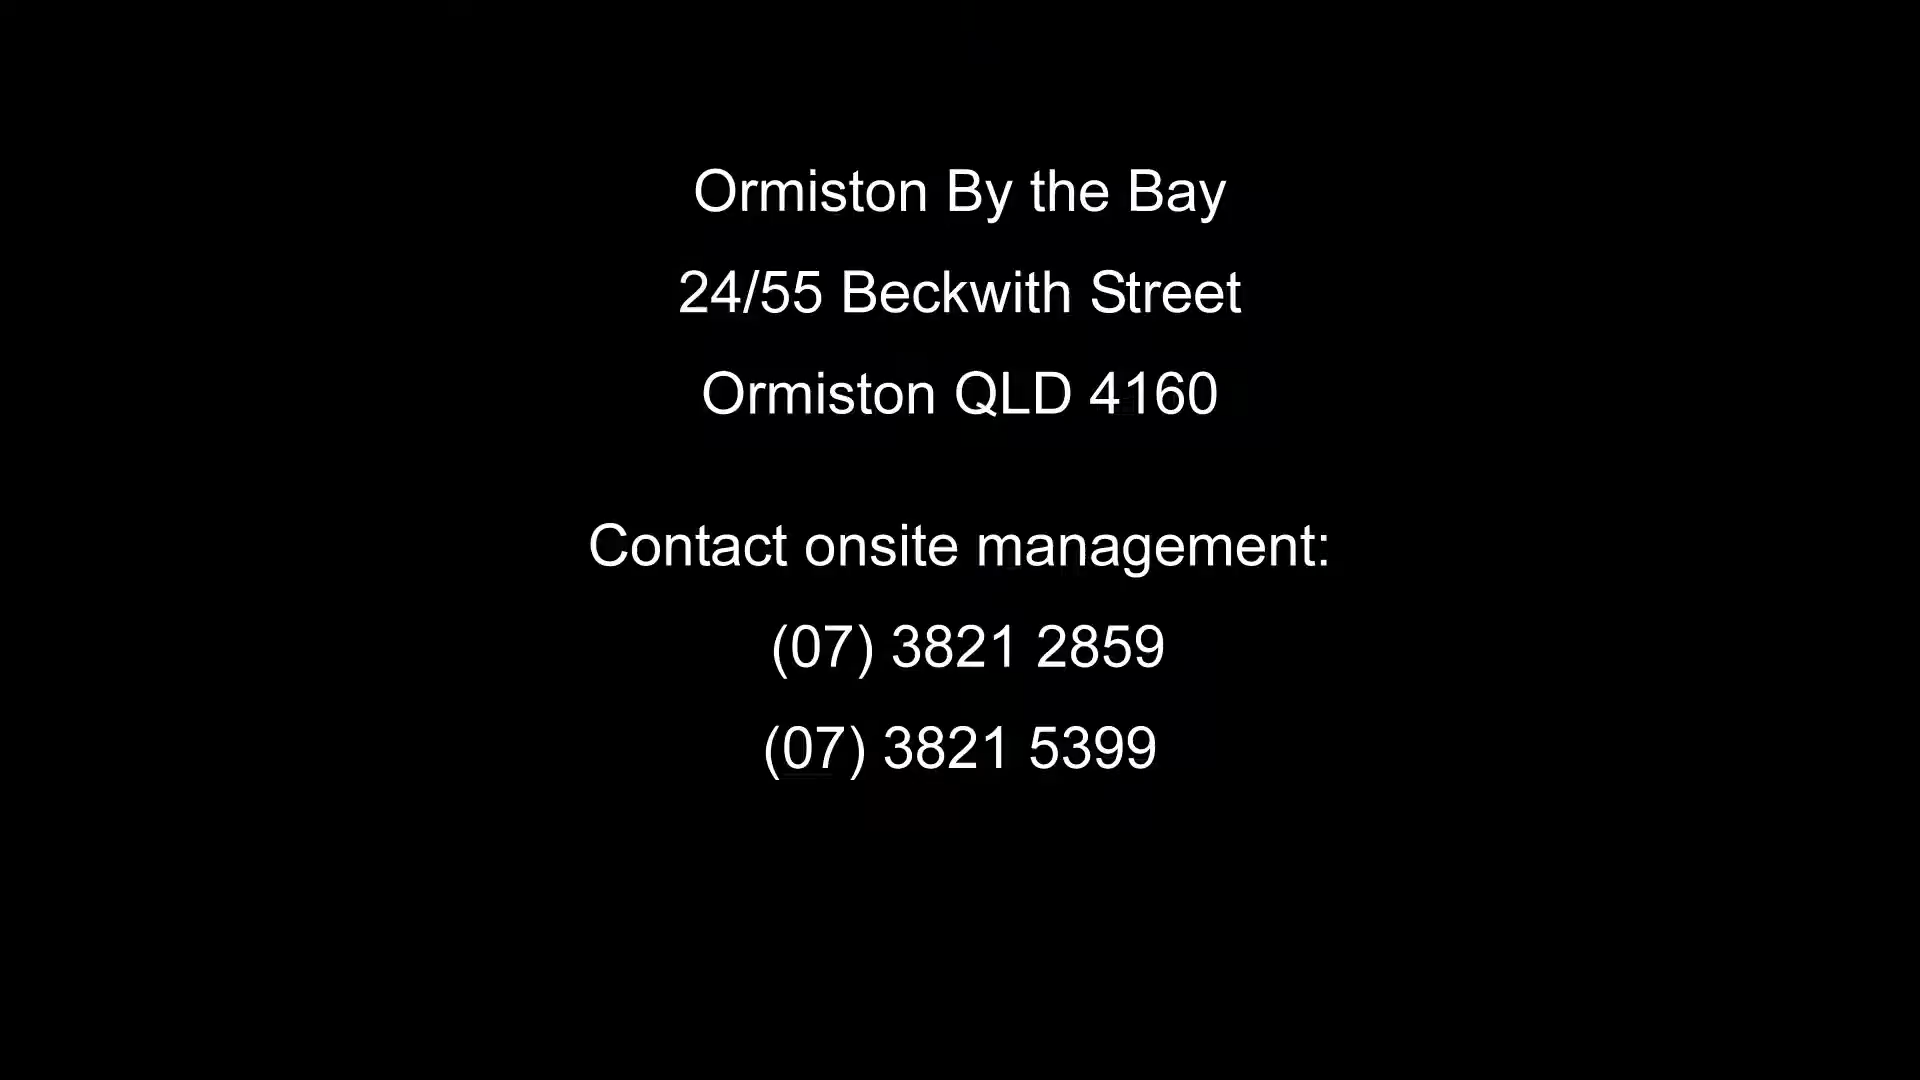 Ormiston By the Bay
24/55 Beckwith Street
Ormiston QLD 4160
Contact onsite management:
(07) 3821 2859
(07) 3821 5399